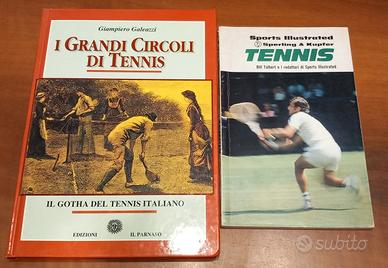 Giampiero Galeazzi
I GRANDI CIRCOLI
DI TENNIS
IL GOTHA DEL TENNIS ITALIANO
EDIZIONI IL PARNASO
Sports Illustrated
Sperling & Kupfer
TENNIS
Bill Talbert e i redattori di Sports Illustrated
subito